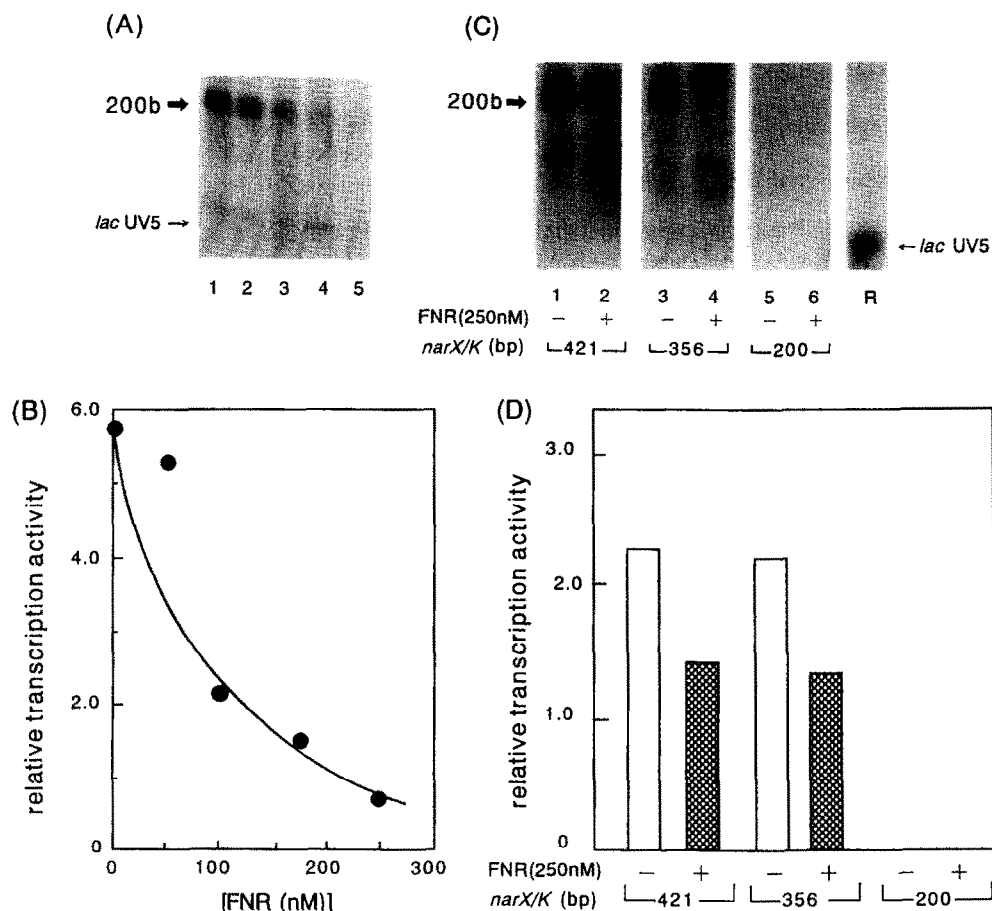 (A)
200b
lac UV5
1 2 3 4 5
(C)
200b
lac UV5
1 2 3 4 5 6 R
FNR(250nM) − + − + − +
narX/K (bp) 421 356 200
(B)
relative transcription activity
6.0
4.0
2.0
0
0 100 200 300
[FNR (nM)]
(D)
relative transcription activity
3.0
2.0
1.0
0
FNR(250nM) − + − + − +
narX/K (bp) 421 356 200